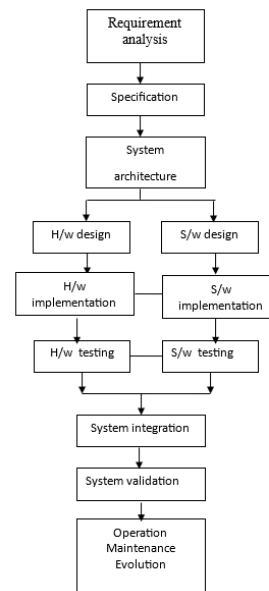 Requirement
analysis
Specification
System
architecture
H/w design
S/w design
H/w
implementation
S/w
implementation
H/w testing
S/w testing
System integration
System validation
Operation
Maintenance
Evolution